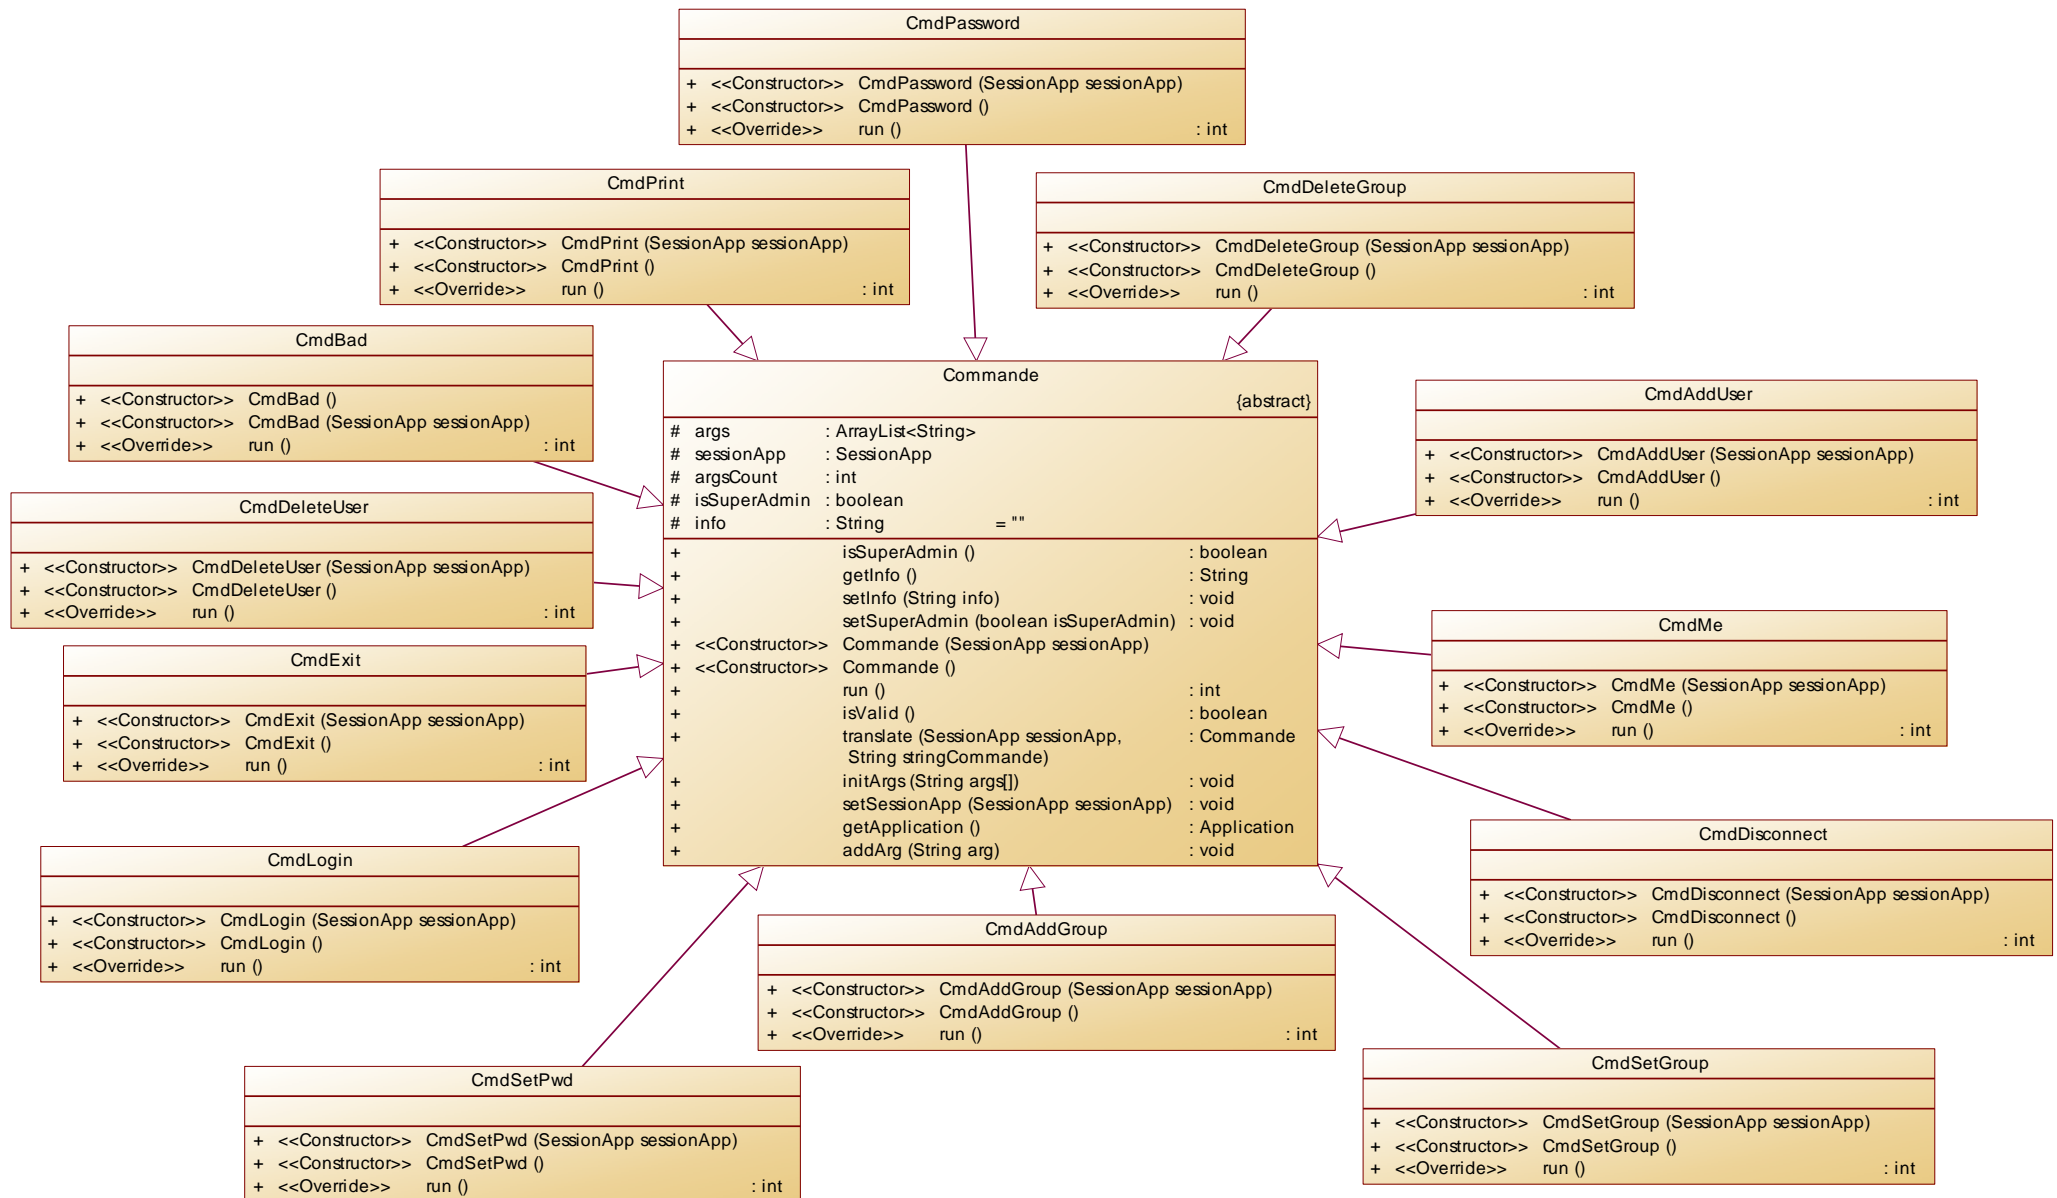 CmdPassword
+ <<Constructor>> CmdPassword (SessionApp sessionApp)
+ <<Constructor>> CmdPassword ()
+ <<Override>> run () : int
CmdPrint
+ <<Constructor>> CmdPrint (SessionApp sessionApp)
+ <<Constructor>> CmdPrint ()
+ <<Override>> run () : int
CmdDeleteGroup
+ <<Constructor>> CmdDeleteGroup (SessionApp sessionApp)
+ <<Constructor>> CmdDeleteGroup ()
+ <<Override>> run () : int
CmdBad
+ <<Constructor>> CmdBad ()
+ <<Constructor>> CmdBad (SessionApp sessionApp)
+ <<Override>> run () : int
Commande
{abstract}
# args : ArrayList<String>
# sessionApp : SessionApp
# argsCount : int
# isSuperAdmin : boolean
# info : String = ""
+ isSuperAdmin () : boolean
+ getInfo () : String
+ setInfo (String info) : void
+ setSuperAdmin (boolean isSuperAdmin) : void
+ <<Constructor>> Commande (SessionApp sessionApp)
+ <<Constructor>> Commande ()
+ run () : int
+ isValid () : boolean
+ translate (SessionApp sessionApp, : Commande
String stringCommande)
+ initArgs (String args[]) : void
+ setSessionApp (SessionApp sessionApp) : void
+ getApplication () : Application
+ addArg (String arg) : void
CmdAddUser
+ <<Constructor>> CmdAddUser (SessionApp sessionApp)
+ <<Constructor>> CmdAddUser ()
+ <<Override>> run () : int
CmdDeleteUser
+ <<Constructor>> CmdDeleteUser (SessionApp sessionApp)
+ <<Constructor>> CmdDeleteUser ()
+ <<Override>> run () : int
CmdMe
+ <<Constructor>> CmdMe (SessionApp sessionApp)
+ <<Constructor>> CmdMe ()
+ <<Override>> run () : int
CmdExit
+ <<Constructor>> CmdExit (SessionApp sessionApp)
+ <<Constructor>> CmdExit ()
+ <<Override>> run () : int
CmdDisconnect
+ <<Constructor>> CmdDisconnect (SessionApp sessionApp)
+ <<Constructor>> CmdDisconnect ()
+ <<Override>> run () : int
CmdLogin
+ <<Constructor>> CmdLogin (SessionApp sessionApp)
+ <<Constructor>> CmdLogin ()
+ <<Override>> run () : int
CmdAddGroup
+ <<Constructor>> CmdAddGroup (SessionApp sessionApp)
+ <<Constructor>> CmdAddGroup ()
+ <<Override>> run () : int
CmdSetGroup
+ <<Constructor>> CmdSetGroup (SessionApp sessionApp)
+ <<Constructor>> CmdSetGroup ()
+ <<Override>> run () : int
CmdSetPwd
+ <<Constructor>> CmdSetPwd (SessionApp sessionApp)
+ <<Constructor>> CmdSetPwd ()
+ <<Override>> run () : int